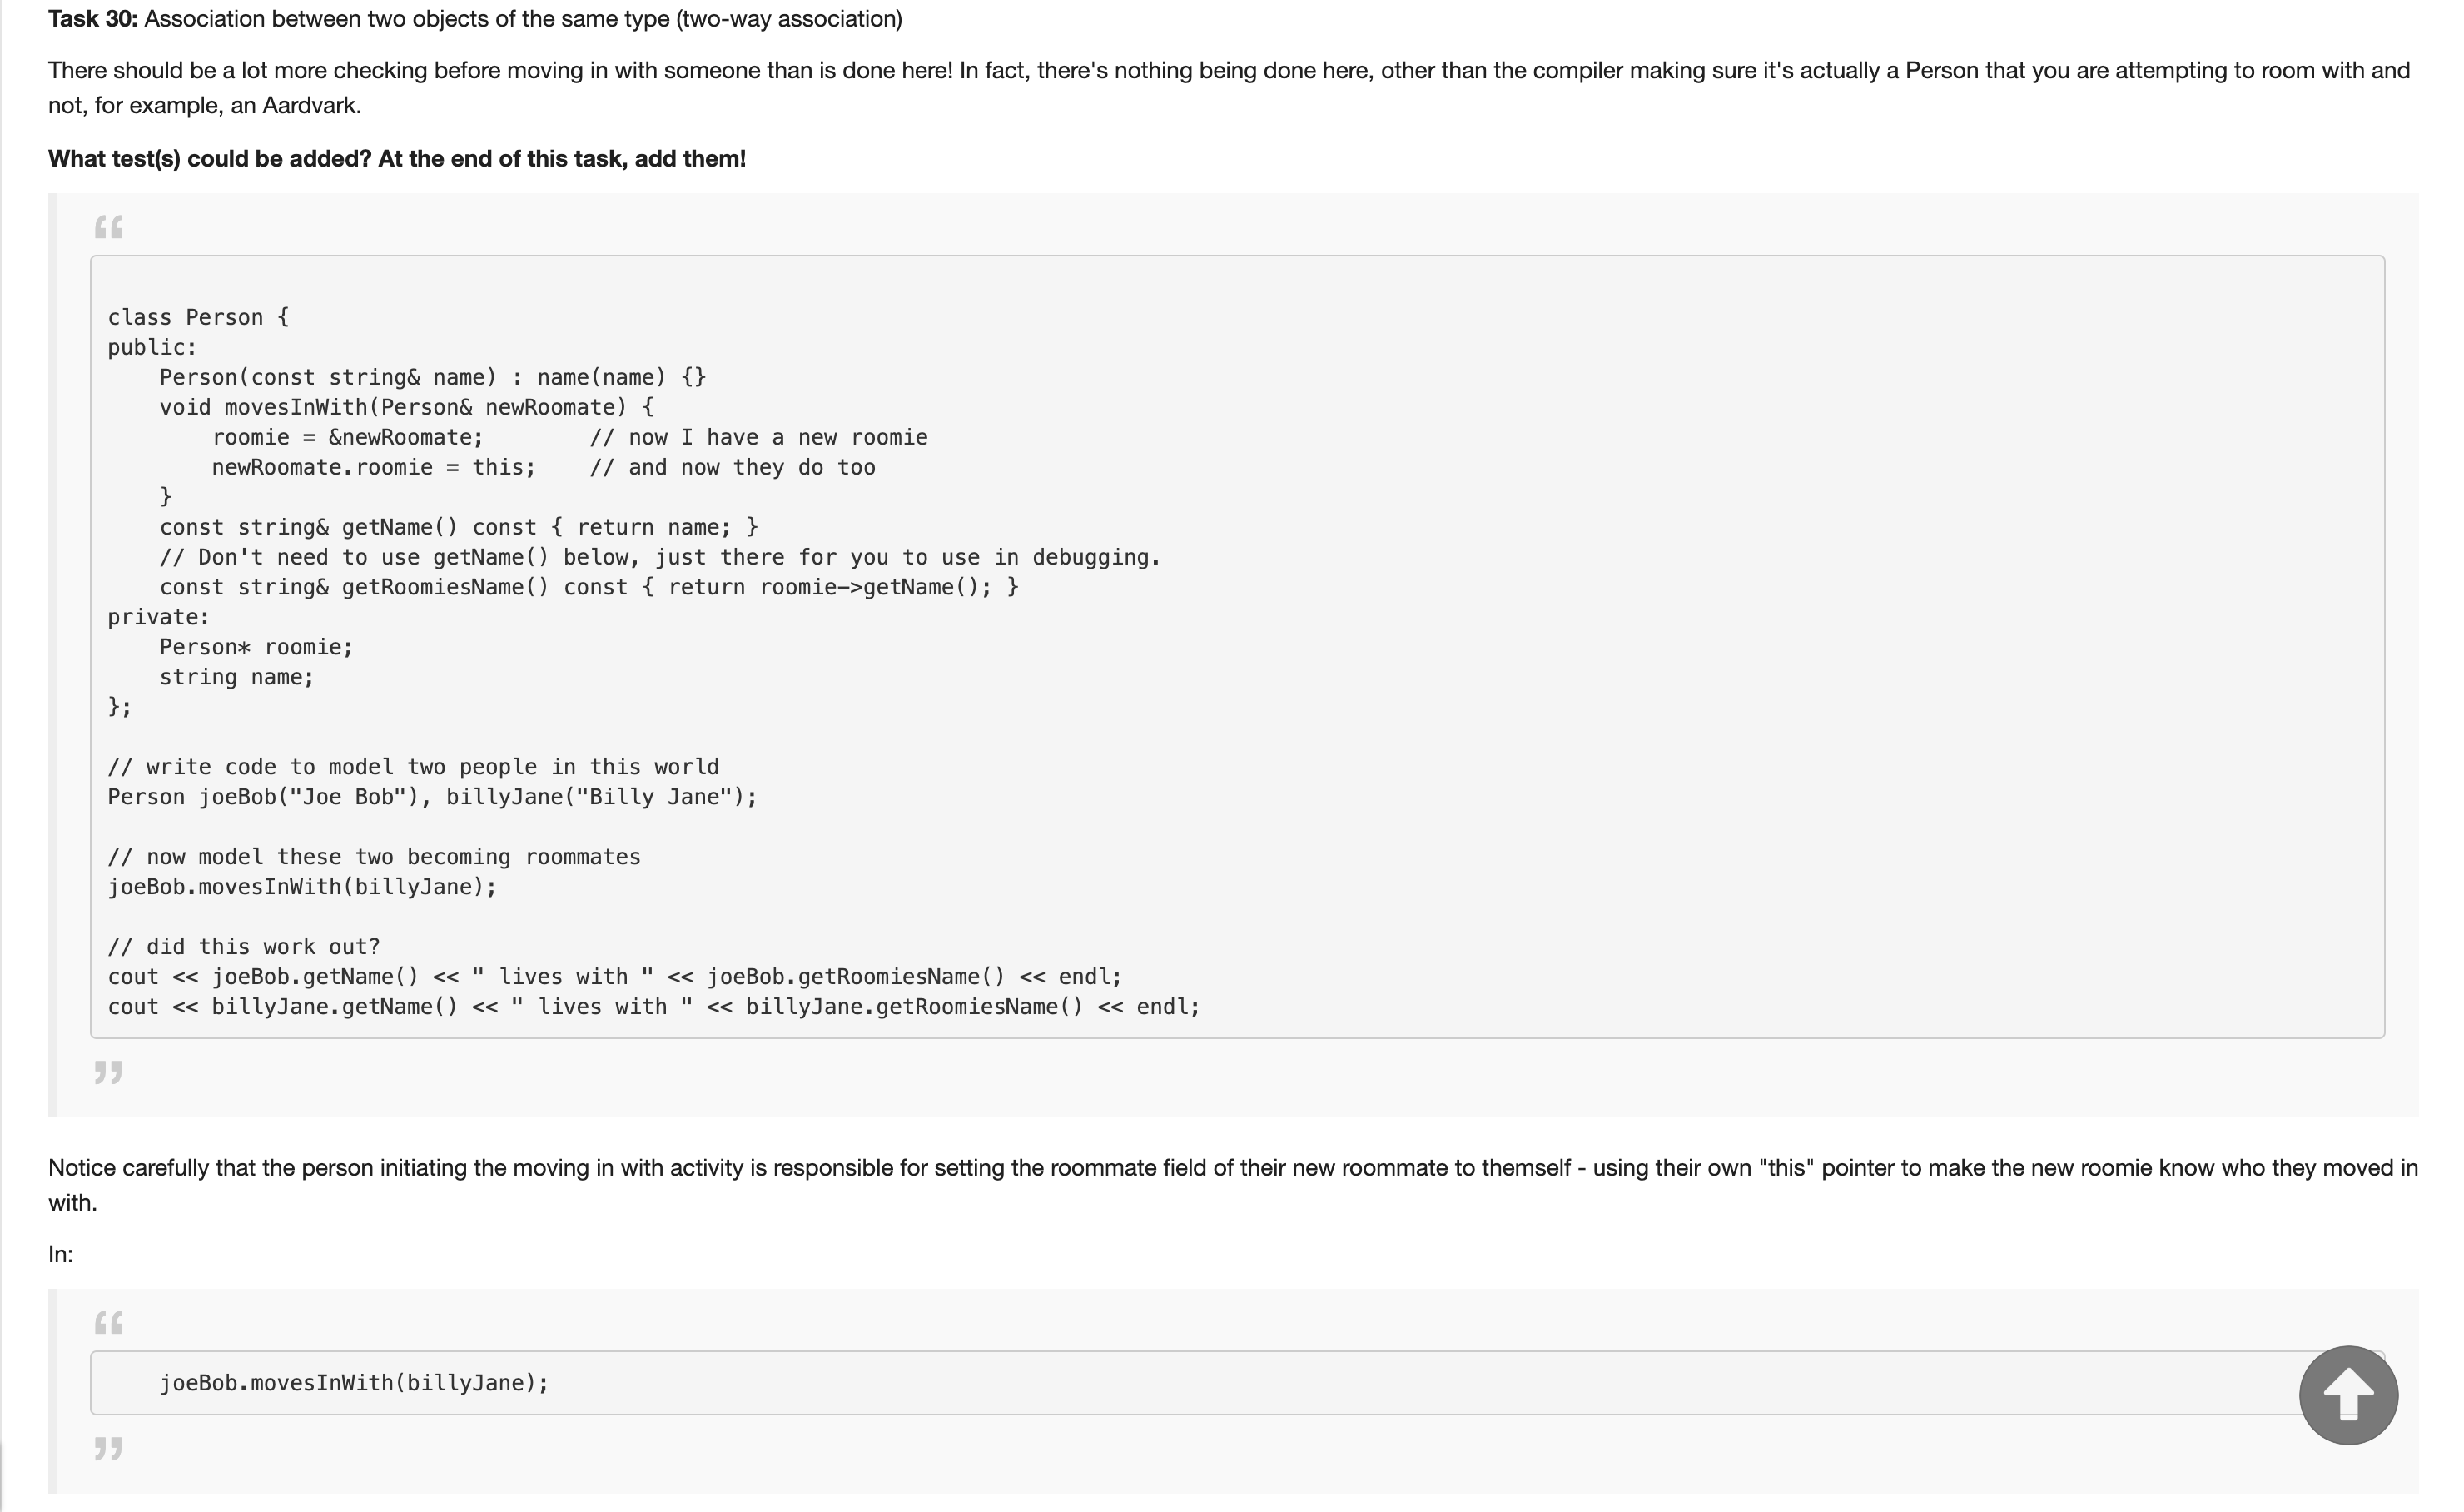 Task 30: Association between two objects of the same type (two-way association)
There should be a lot more checking before moving in with someone than is done here! In fact, there's nothing being done here, other than the compiler making sure it's actually a Person that you are attempting to room with and
not, for example, an Aardvark.
What test(s) could be added? At the end of this task, add them!
“
class Person {
public:
    Person(const string& name) : name(name) {}
    void movesInWith(Person& newRoomate) {
        roomie = &newRoomate;        // now I have a new roomie
        newRoomate.roomie = this;    // and now they do too
    }
    const string& getName() const { return name; }
    // Don't need to use getName() below, just there for you to use in debugging.
    const string& getRoomiesName() const { return roomie->getName(); }
private:
    Person* roomie;
    string name;
};
// write code to model two people in this world
Person joeBob("Joe Bob"), billyJane("Billy Jane");
// now model these two becoming roommates
joeBob.movesInWith(billyJane);
// did this work out?
cout << joeBob.getName() << " lives with " << joeBob.getRoomiesName() << endl;
cout << billyJane.getName() << " lives with " << billyJane.getRoomiesName() << endl;
”
Notice carefully that the person initiating the moving in with activity is responsible for setting the roommate field of their new roommate to themself - using their own "this" pointer to make the new roomie know who they moved in
with.
In:
“
    joeBob.movesInWith(billyJane);
”